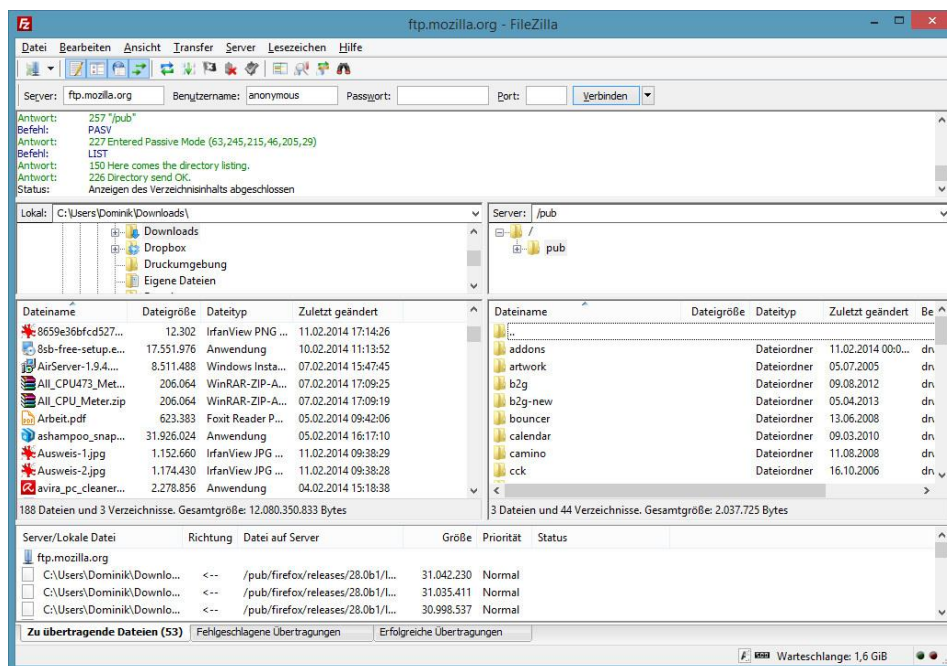 ftp.mozilla.org - FileZilla
Datei Bearbeiten Ansicht Transfer Server Lesezeichen Hilfe
Server: ftp.mozilla.org Benutzername: anonymous Passwort: Port: Verbinden
Antwort: 257 "/pub"
Befehl: PASV
Antwort: 227 Entered Passive Mode (63,245,215,46,205,29)
Befehl: LIST
Antwort: 150 Here comes the directory listing.
Antwort: 226 Directory send OK.
Status: Anzeigen des Verzeichnisinhalts abgeschlossen
Lokal: C:\Users\Dominik\Downloads\
Downloads
Dropbox
Druckumgebung
Eigene Dateien
Server: /pub
/
pub
Dateiname Dateigröße Dateityp Zuletzt geändert
8659e36bfcd527... 12.302 IrfanView PNG ... 11.02.2014 17:14:26
8sb-free-setup.e... 17.551.976 Anwendung 10.02.2014 11:13:52
AirServer-1.9.4.... 8.511.488 Windows Insta... 07.02.2014 15:47:45
All_CPU473_Met... 206.064 WinRAR-ZIP-A... 07.02.2014 17:09:25
All_CPU_Meter.zip 206.064 WinRAR-ZIP-A... 07.02.2014 17:09:19
Arbeit.pdf 623.383 Foxit Reader P... 05.02.2014 09:42:06
ashampoo_snap... 31.926.024 Anwendung 05.02.2014 16:17:10
Ausweis-1.jpg 1.152.660 IrfanView JPG ... 11.02.2014 09:38:29
Ausweis-2.jpg 1.174.430 IrfanView JPG ... 11.02.2014 09:38:28
avira_pc_cleaner... 2.278.856 Anwendung 04.02.2014 15:18:38
188 Dateien und 3 Verzeichnisse. Gesamtgröße: 12.080.350.833 Bytes
Dateiname Dateigröße Dateityp Zuletzt geändert Be
..
addons Dateiordner 11.02.2014 00:0... drv
artwork Dateiordner 05.07.2005 drv
b2g Dateiordner 09.08.2012 drv
b2g-new Dateiordner 05.04.2013 drv
bouncer Dateiordner 13.06.2008 drv
calendar Dateiordner 09.03.2010 drv
camino Dateiordner 11.08.2008 drv
cck Dateiordner 16.10.2006 drv
3 Dateien und 44 Verzeichnisse. Gesamtgröße: 2.037.725 Bytes
Server/Lokale Datei Richtung Datei auf Server Größe Priorität Status
ftp.mozilla.org
C:\Users\Dominik\Downlo... <-- /pub/firefox/releases/28.0b1/l... 31.042.230 Normal
C:\Users\Dominik\Downlo... <-- /pub/firefox/releases/28.0b1/l... 31.035.411 Normal
C:\Users\Dominik\Downlo... <-- /pub/firefox/releases/28.0b1/l... 30.998.537 Normal
Zu übertragende Dateien (53) Fehlgeschlagene Übertragungen Erfolgreiche Übertragungen
Warteschlange: 1,6 GiB